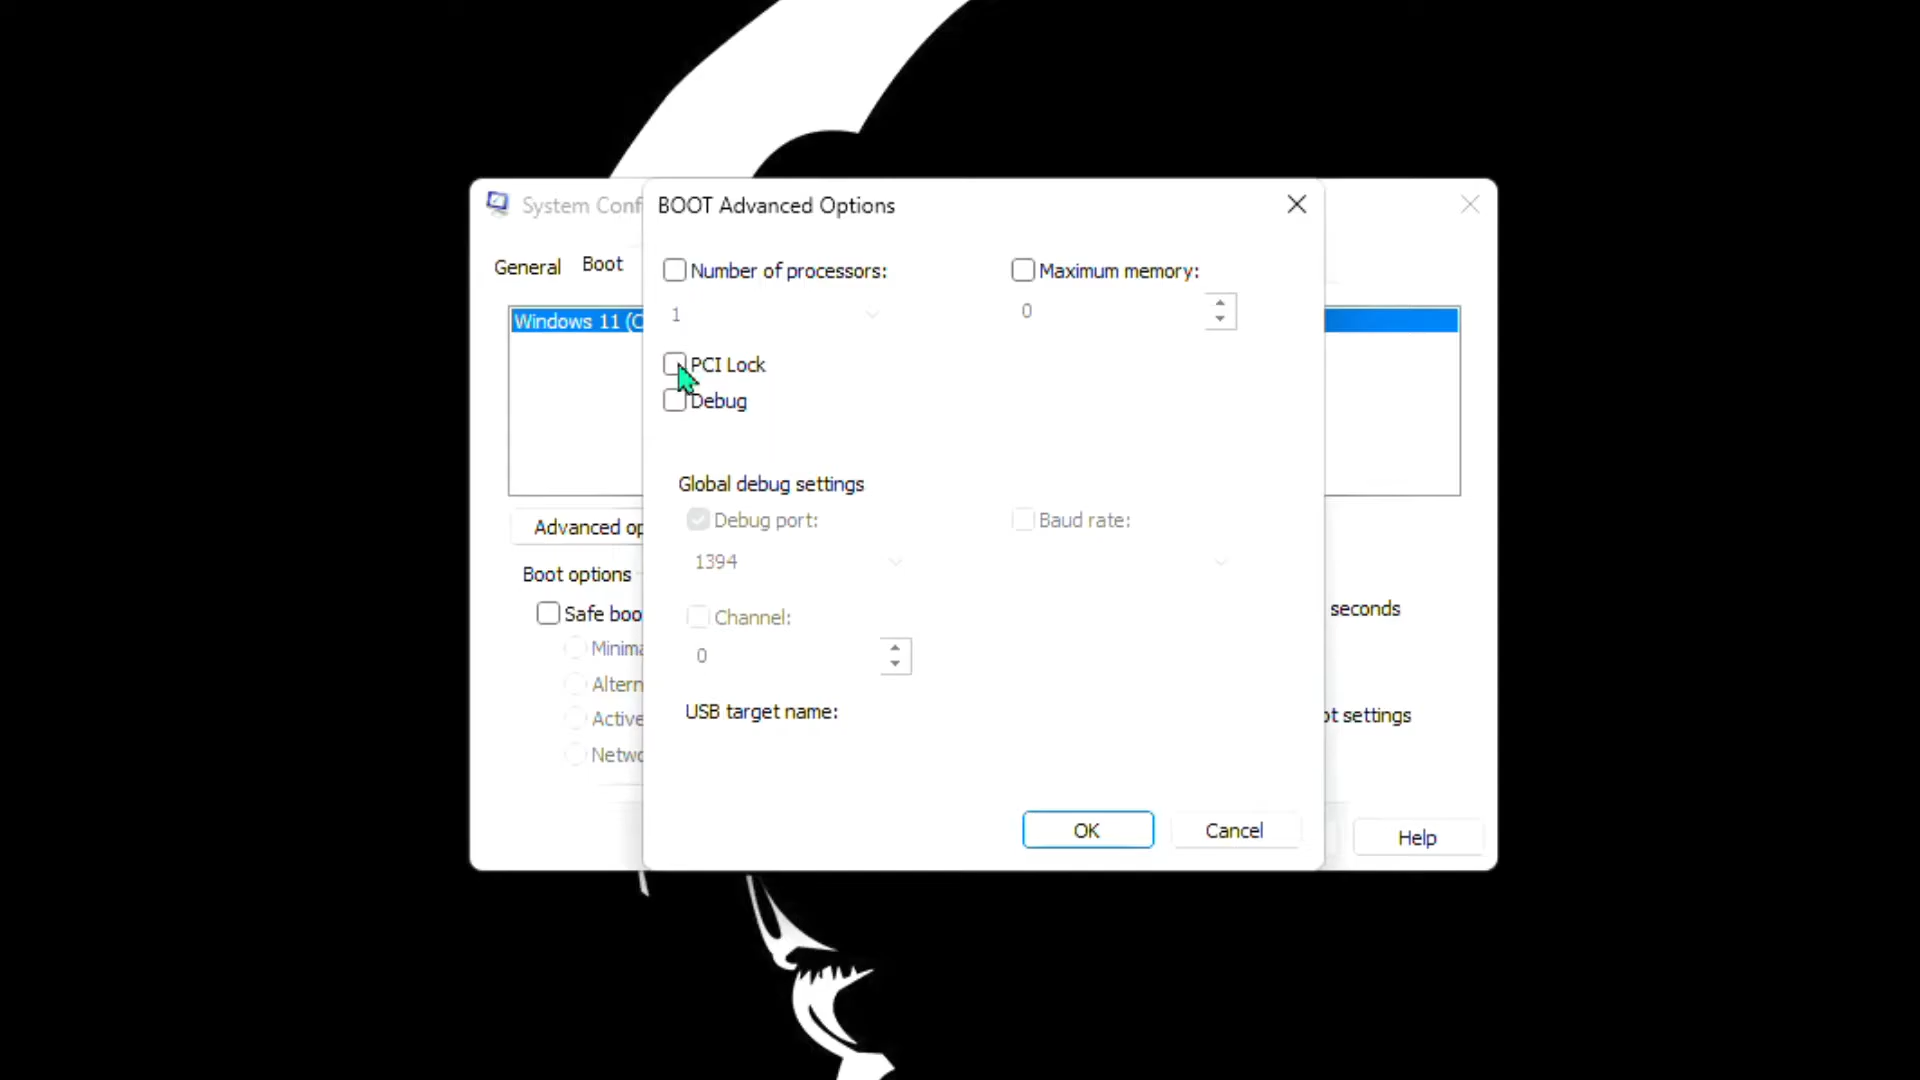 System Conf
BOOT Advanced Options
General
Boot
Number of processors:
Maximum memory:
1
0
Windows 11 (C
PCI Lock
Debug
Global debug settings
Debug port:
Baud rate:
1394
Advanced op
Boot options
Safe boo
seconds
Channel:
0
Minima
Altern
Active
Netwo
USB target name:
ot settings
OK
Cancel
Help